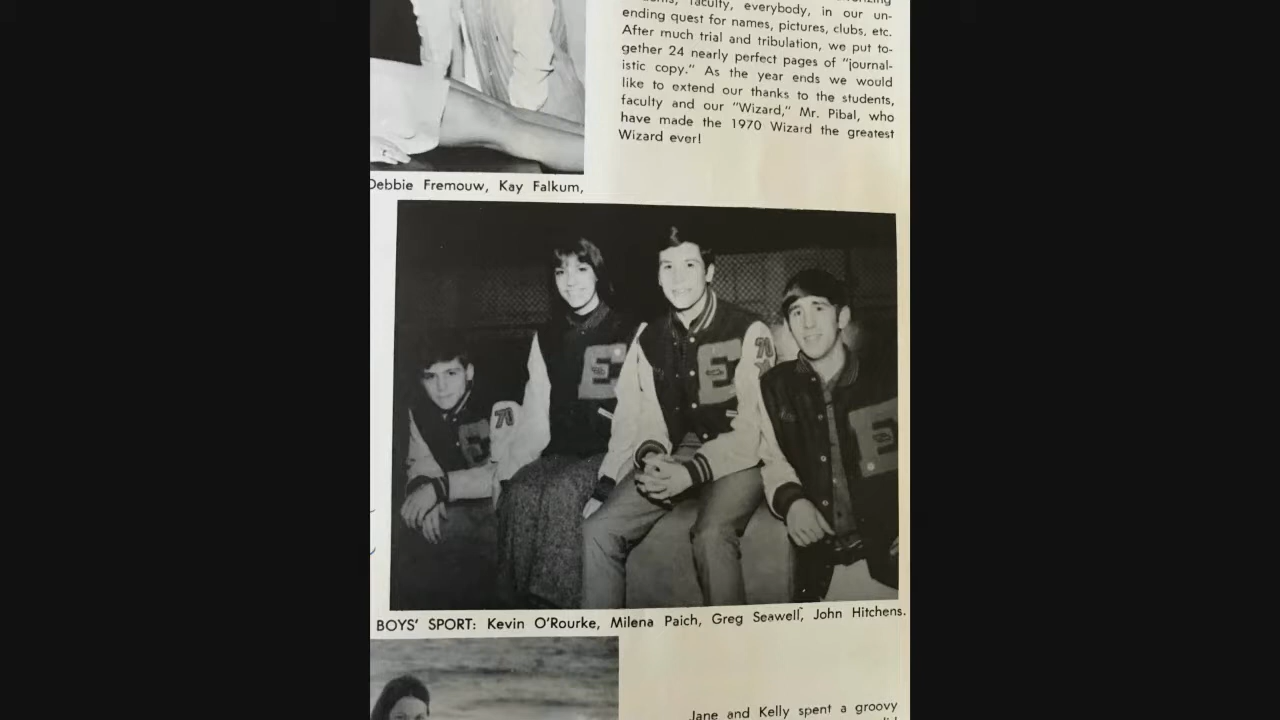 faculty, everybody, in our un-
ending quest for names, pictures, clubs, etc.
After much trial and tribulation, we put to-
gether 24 nearly perfect pages of "journal-
istic copy." As the year ends we would
like to extend our thanks to the students,
faculty and our "Wizard," Mr. Pibal, who
have made the 1970 Wizard the greatest
Wizard ever!
Debbie Fremouw, Kay Falkum,
E
70
E
E
70
E
BOYS' SPORT: Kevin O'Rourke, Milena Paich, Greg Seawell, John Hitchens.
Jane and Kelly spent a groovy